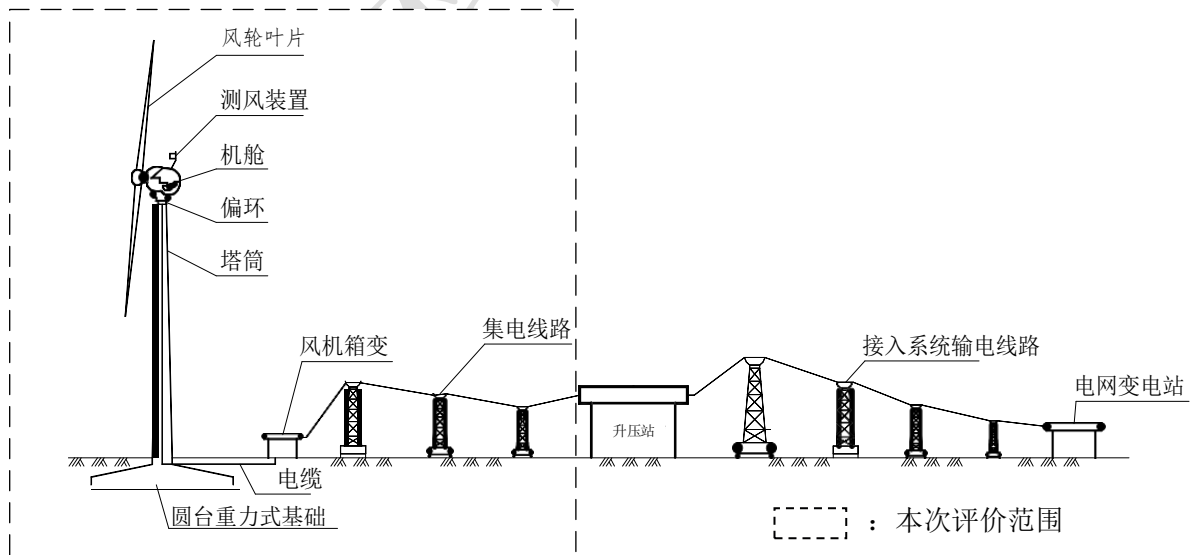 风轮叶片
测风装置
机舱
偏环
塔筒
风机箱变
集电线路
接入系统输电线路
电网变电站
升压站
电缆
圆台重力式基础
：本次评价范围